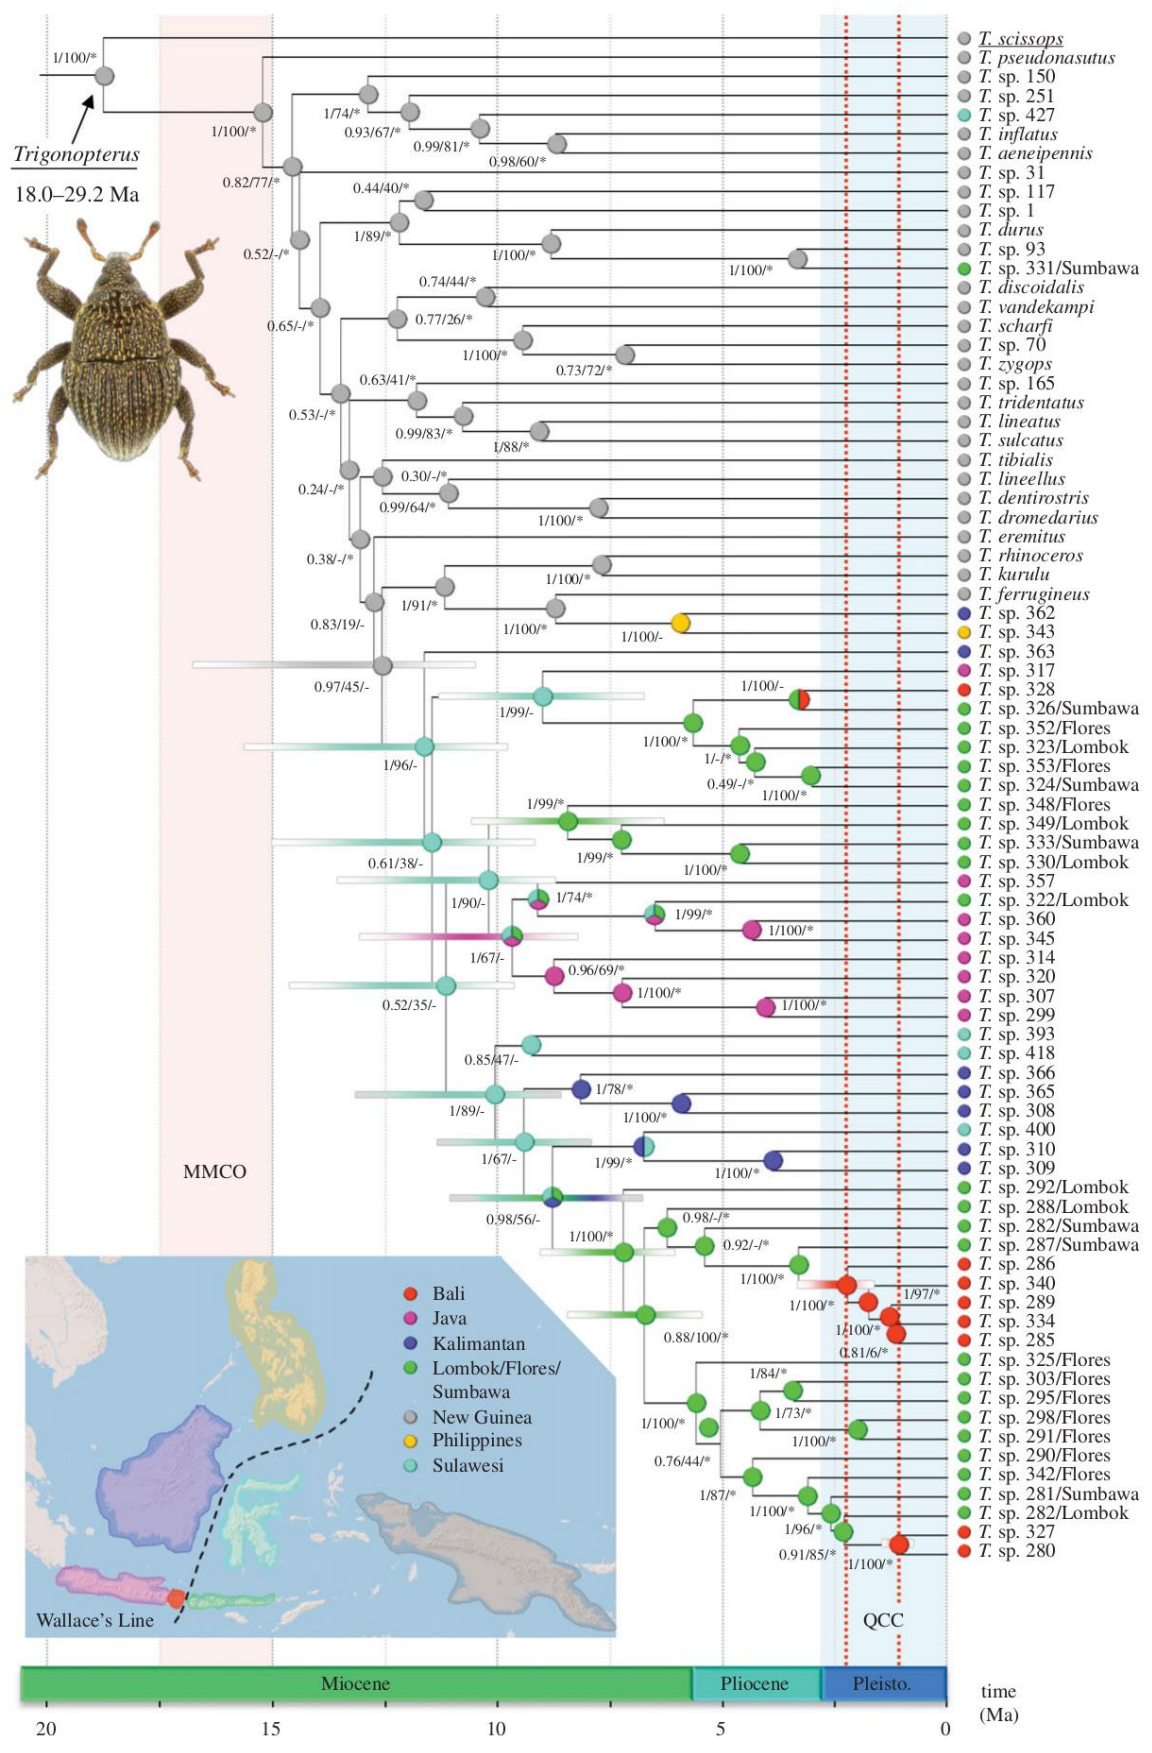 1/100/*
Trigonopterus
18.0–29.2 Ma
1/100/*
0.82/77/*
1/74/*
0.93/67/*
0.99/81/*
0.98/60/*
0.52/-/*
0.44/40/*
1/89/*
1/100/*
1/100/*
0.65/-/*
0.74/44/*
0.77/26/*
1/100/*
0.73/72/*
0.53/-/*
0.63/41/*
0.99/83/*
1/88/*
0.24/-/*
0.30/-/*
0.99/64/*
1/100/*
0.38/-/*
1/100/*
1/91/*
0.83/19/-
1/100/*
1/100/-
0.97/45/-
1/99/-
1/100/-
1/100/*
1/-/*
0.49/-/*
1/100/*
1/96/-
1/99/*
1/99/*
1/100/*
0.61/38/-
1/90/-
1/74/*
1/99/*
1/100/*
1/67/-
0.96/69/*
1/100/*
1/100/*
0.52/35/-
0.85/47/-
1/89/-
1/78/*
1/100/*
1/67/-
1/99/*
1/100/*
0.98/56/-
1/100/*
0.98/-/*
0.92/-/*
1/100/*
1/97/*
1/100/*
1/100/*
0.81/6/*
0.88/100/*
1/84/*
1/73/*
1/100/*
1/100/*
0.76/44/*
1/87/*
1/100/*
1/96/*
0.91/85/*
1/100/*
T. scissops
T. pseudonasutus
T. sp. 150
T. sp. 251
T. sp. 427
T. inflatus
T. aeneipennis
T. sp. 31
T. sp. 117
T. sp. 1
T. durus
T. sp. 93
T. sp. 331/Sumbawa
T. discoidalis
T. vandekampi
T. scharfi
T. sp. 70
T. zygops
T. sp. 165
T. tridentatus
T. lineatus
T. sulcatus
T. tibialis
T. lineellus
T. dentirostris
T. dromedarius
T. eremitus
T. rhinoceros
T. kurulu
T. ferrugineus
T. sp. 362
T. sp. 343
T. sp. 363
T. sp. 317
T. sp. 328
T. sp. 326/Sumbawa
T. sp. 352/Flores
T. sp. 323/Lombok
T. sp. 353/Flores
T. sp. 324/Sumbawa
T. sp. 348/Flores
T. sp. 349/Lombok
T. sp. 333/Sumbawa
T. sp. 330/Lombok
T. sp. 357
T. sp. 322/Lombok
T. sp. 360
T. sp. 345
T. sp. 314
T. sp. 320
T. sp. 307
T. sp. 299
T. sp. 393
T. sp. 418
T. sp. 366
T. sp. 365
T. sp. 308
T. sp. 400
T. sp. 310
T. sp. 309
T. sp. 292/Lombok
T. sp. 288/Lombok
T. sp. 282/Sumbawa
T. sp. 287/Sumbawa
T. sp. 286
T. sp. 340
T. sp. 289
T. sp. 334
T. sp. 285
T. sp. 325/Flores
T. sp. 303/Flores
T. sp. 295/Flores
T. sp. 298/Flores
T. sp. 291/Flores
T. sp. 290/Flores
T. sp. 342/Flores
T. sp. 281/Sumbawa
T. sp. 282/Lombok
T. sp. 327
T. sp. 280
MMCO
QCC
Bali
Java
Kalimantan
Lombok/Flores/
Sumbawa
New Guinea
Philippines
Sulawesi
Wallace's Line
Miocene
Pliocene
Pleisto.
time
(Ma)
20
15
10
5
0